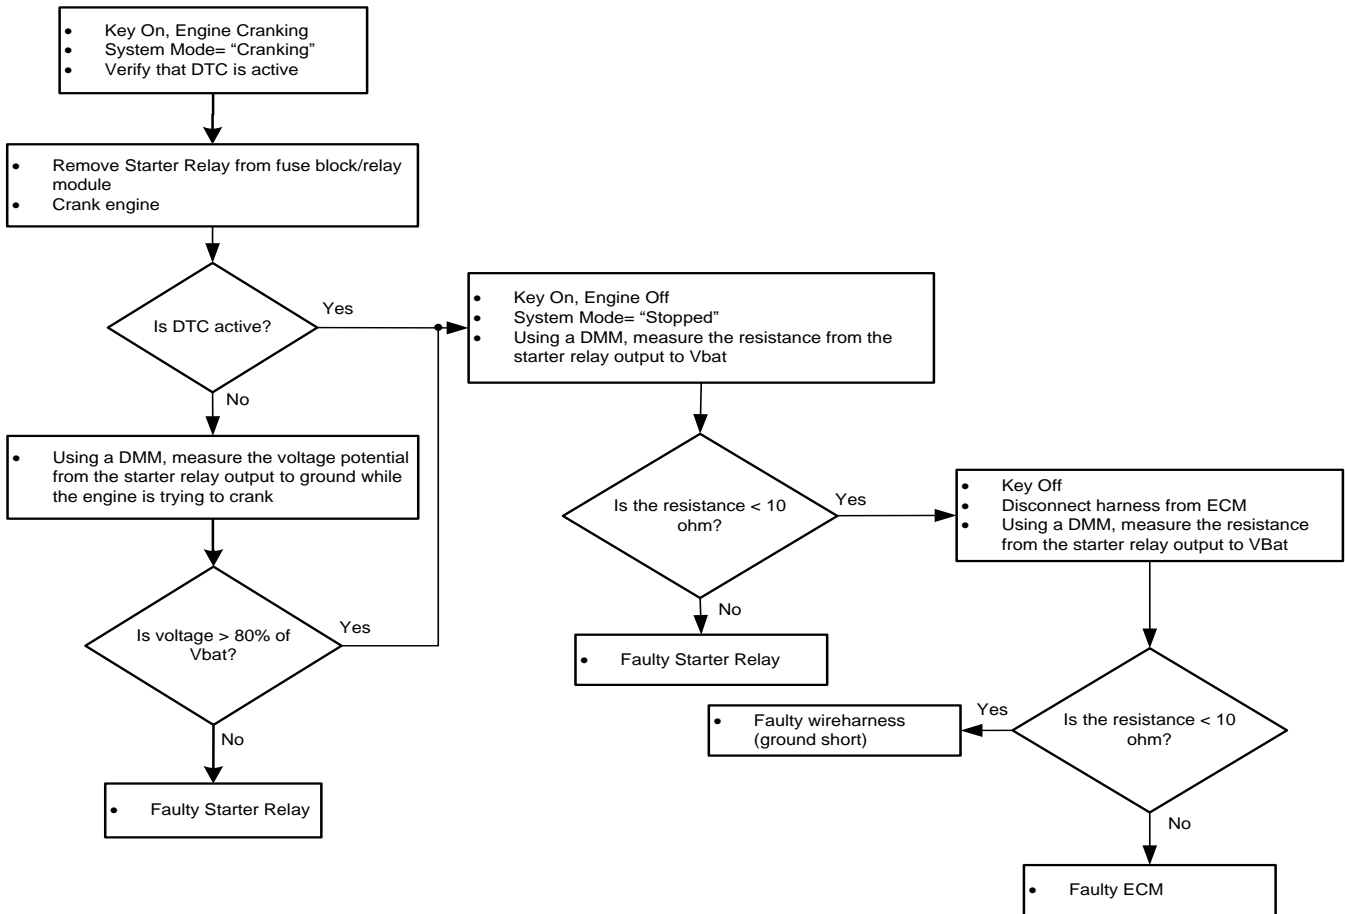 • Key On, Engine Cranking
• System Mode= “Cranking”
• Verify that DTC is active
• Remove Starter Relay from fuse block/relay
module
• Crank engine
Is DTC active?
Yes
No
• Using a DMM, measure the voltage potential
from the starter relay output to ground while
the engine is trying to crank
Is voltage > 80% of
Vbat?
Yes
No
• Faulty Starter Relay
• Key On, Engine Off
• System Mode= “Stopped”
• Using a DMM, measure the resistance from the
starter relay output to Vbat
Is the resistance < 10
ohm?
Yes
No
• Faulty Starter Relay
• Key Off
• Disconnect harness from ECM
• Using a DMM, measure the resistance
from the starter relay output to VBat
Is the resistance < 10
ohm?
Yes
• Faulty wireharness
(ground short)
No
• Faulty ECM